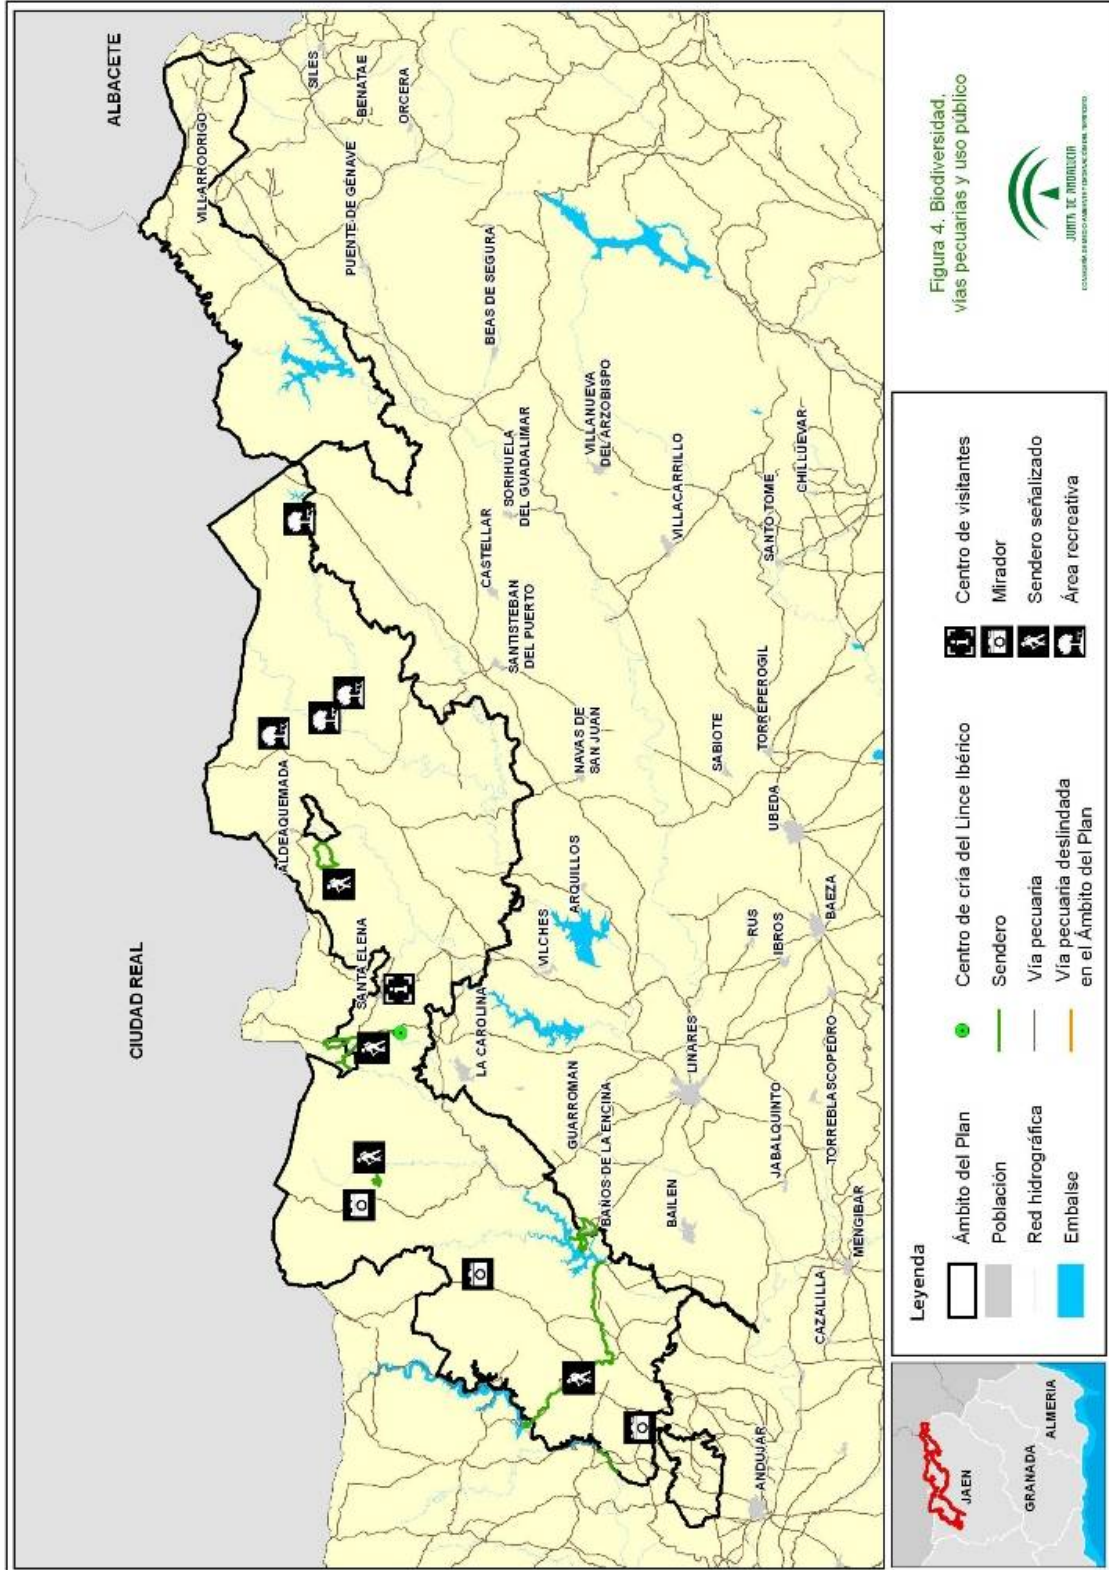 CIUDAD REAL
ALBACETE
VILLARRODRIGO
SILES
BENATAE
ORCERA
PUENTE DE GÉNAVE
BEAS DE SEGURA
ALDEAQUEMADA
SANTA ELENA
CASTELLAR
SORIHUELA
DEL GUADALIMAR
SANTISTEBAN
DEL PUERTO
VILLANUEVA
DEL ARZOBISPO
VILLACARRILLO
NAVAS DE
SAN JUAN
LA CAROLINA
VILCHES
ARQUILLOS
SANTO TOME
CHILLUEVAR
SABIOTE
TORREPEROGIL
UBEDA
GUARROMAN
BAÑOS DE LA ENCINA
LINARES
RUS
IBROS
BAEZA
BAILEN
JABALQUINTO
TORREBLASCOPEDRO
ANDUJAR
CAZALILLA
MENGIBAR
JAEN
GRANADA
ALMERIA
Leyenda
Ámbito del Plan
Población
Red hidrográfica
Embalse
Centro de cría del Lince Ibérico
Sendero
Vía pecuaria
Vía pecuaria deslindada
en el Ámbito del Plan
Centro de visitantes
Mirador
Sendero señalizado
Área recreativa
Figura 4. Biodiversidad,
vías pecuarias y uso público
JUNTA DE ANDALUCIA